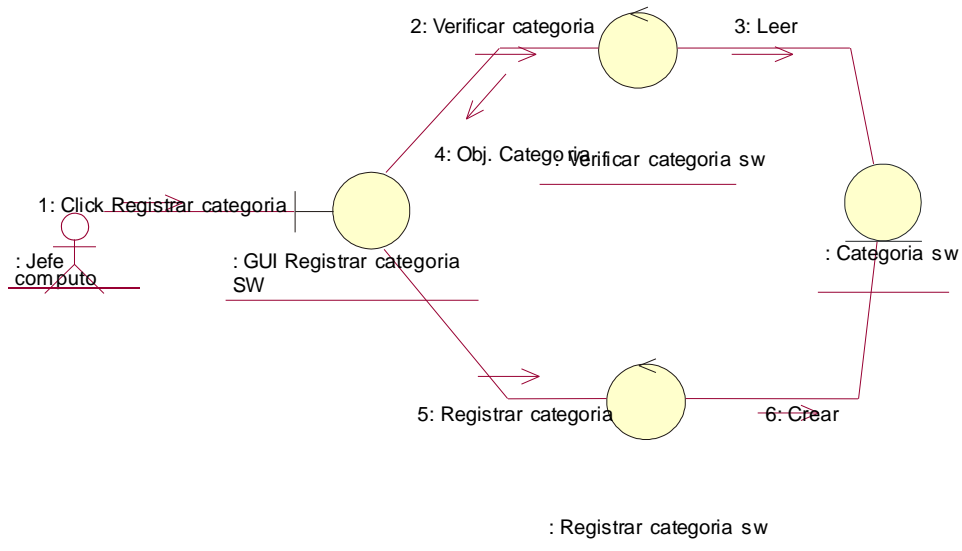 2: Verificar categoria
3: Leer
4: Obj. Categoria
: Verificar categoria sw
1: Click Registrar categoria
: Jefe
computo
: GUI Registrar categoria
SW
: Categoria sw
5: Registrar categoria
6: Crear
: Registrar categoria sw